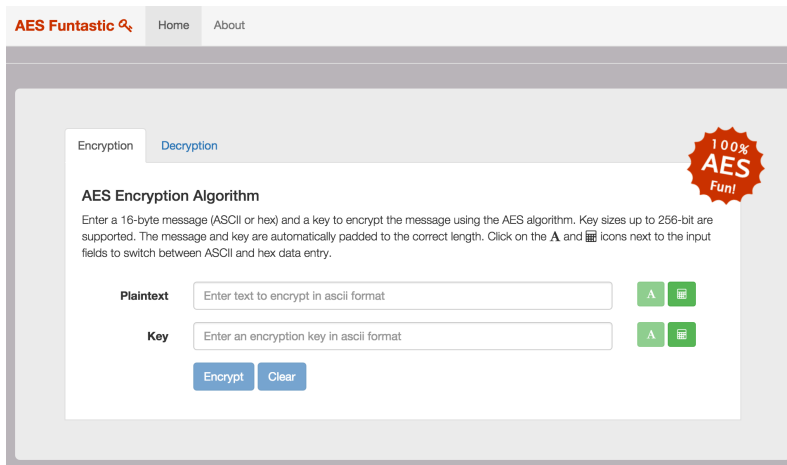 AES Funtastic Home About
Encryption Decryption
100%
AES
Fun!
AES Encryption Algorithm
Enter a 16-byte message (ASCII or hex) and a key to encrypt the message using the AES algorithm. Key sizes up to 256-bit are
supported. The message and key are automatically padded to the correct length. Click on the A and icons next to the input
fields to switch between ASCII and hex data entry.
Plaintext Enter text to encrypt in ascii format A
Key Enter an encryption key in ascii format A
Encrypt Clear